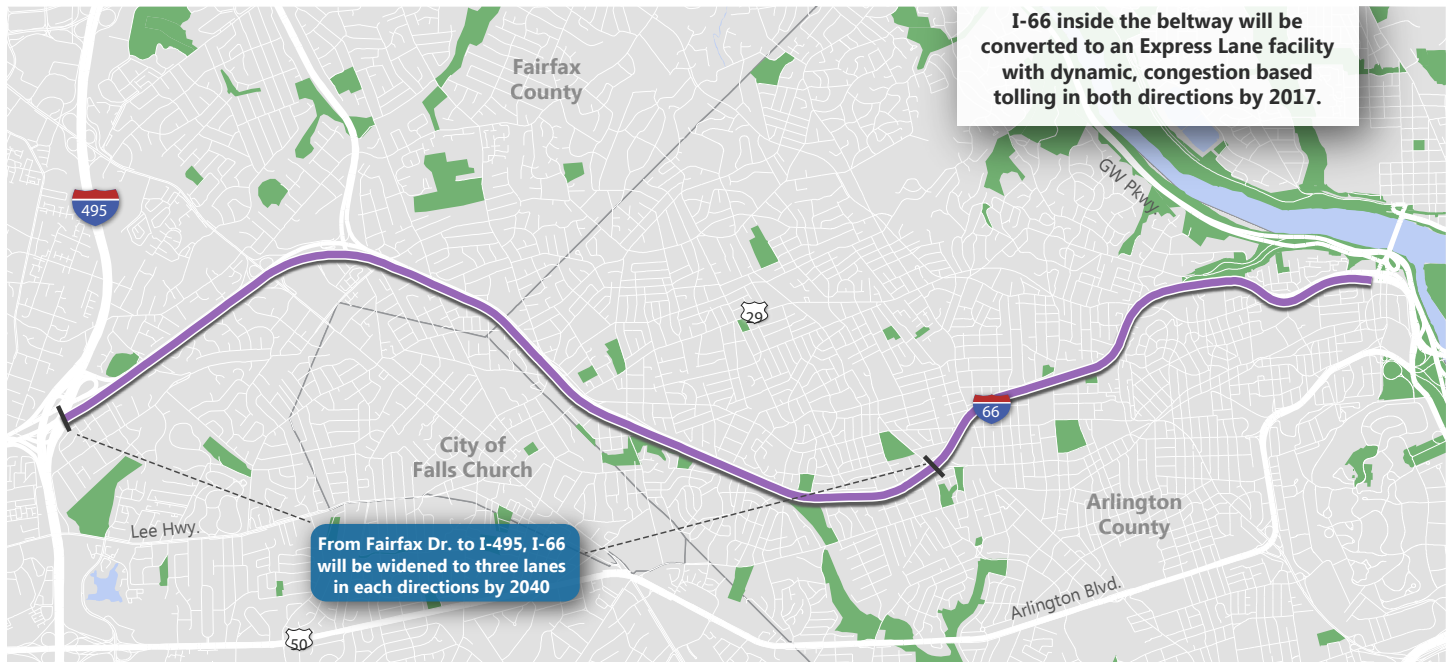 I-66 inside the beltway will be
converted to an Express Lane facility
with dynamic, congestion based
tolling in both directions by 2017.
Fairfax
County
GW Pkwy.
495
29
66
City of
Falls Church
Arlington
County
Lee Hwy.
From Fairfax Dr. to I-495, I-66
will be widened to three lanes
in each directions by 2040
Arlington Blvd.
50